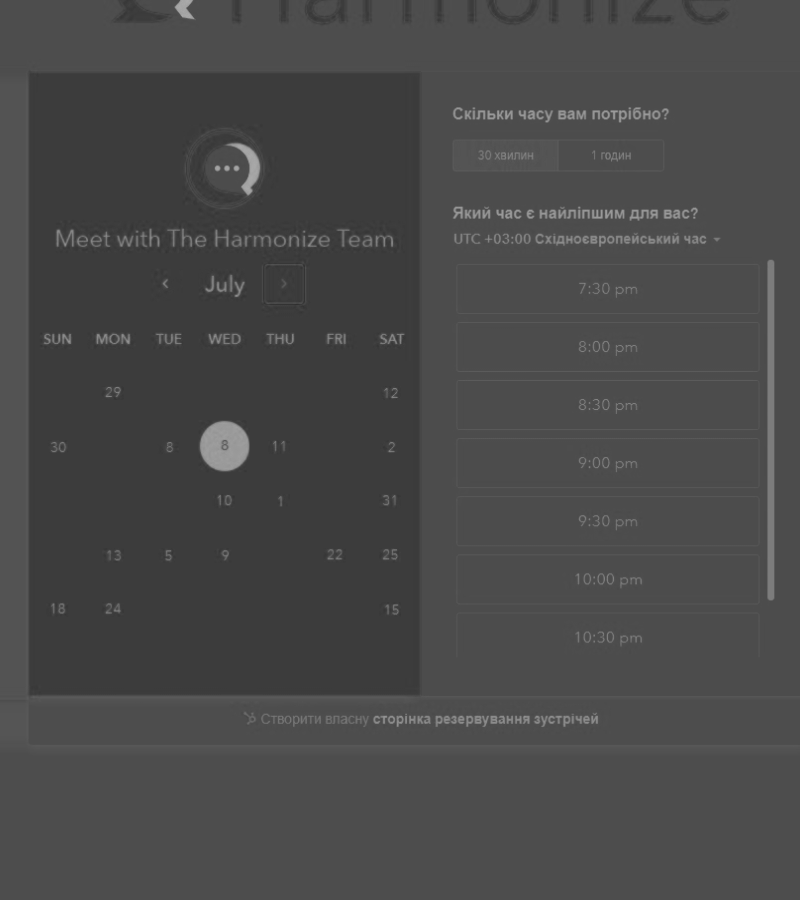 Harmonize
Meet with The Harmonize Team
July
SUN MON TUE WED THU FRI SAT
29 12
30 8 8 11 2
10 1 31
13 5 9 22 25
18 24 15
Скільки часу вам потрібно?
30 хвилин 1 годин
Який час є найліпшим для вас?
UTC +03:00 Східноєвропейський час
7:30 pm
8:00 pm
8:30 pm
9:00 pm
9:30 pm
10:00 pm
10:30 pm
Створити власну сторінка резервування зустрічей